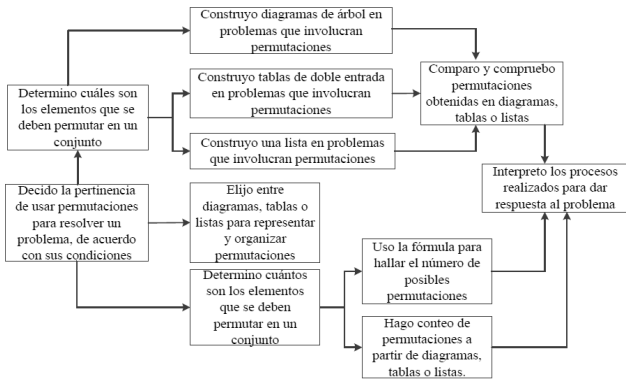 Construyo diagramas de árbol en
problemas que involucran
permutaciones
Determino cuáles son
los elementos que se
deben permutar en un
conjunto
Construyo tablas de doble entrada
en problemas que involucran
permutaciones
Comparo y compruebo
permutaciones
obtenidas en diagramas,
tablas o listas
Construyo una lista en problemas
que involucran permutaciones
Decido la pertinencia
de usar permutaciones
para resolver un
problema, de acuerdo
con sus condiciones
Elijo entre
diagramas, tablas o
listas para representar
y organizar
permutaciones
Interpreto los procesos
realizados para dar
respuesta al problema
Determino cuántos
son los elementos
que se deben
permutar en un
conjunto
Uso la fórmula para
hallar el número de
posibles
permutaciones
Hago conteo de
permutaciones a
partir de diagramas,
tablas o listas.